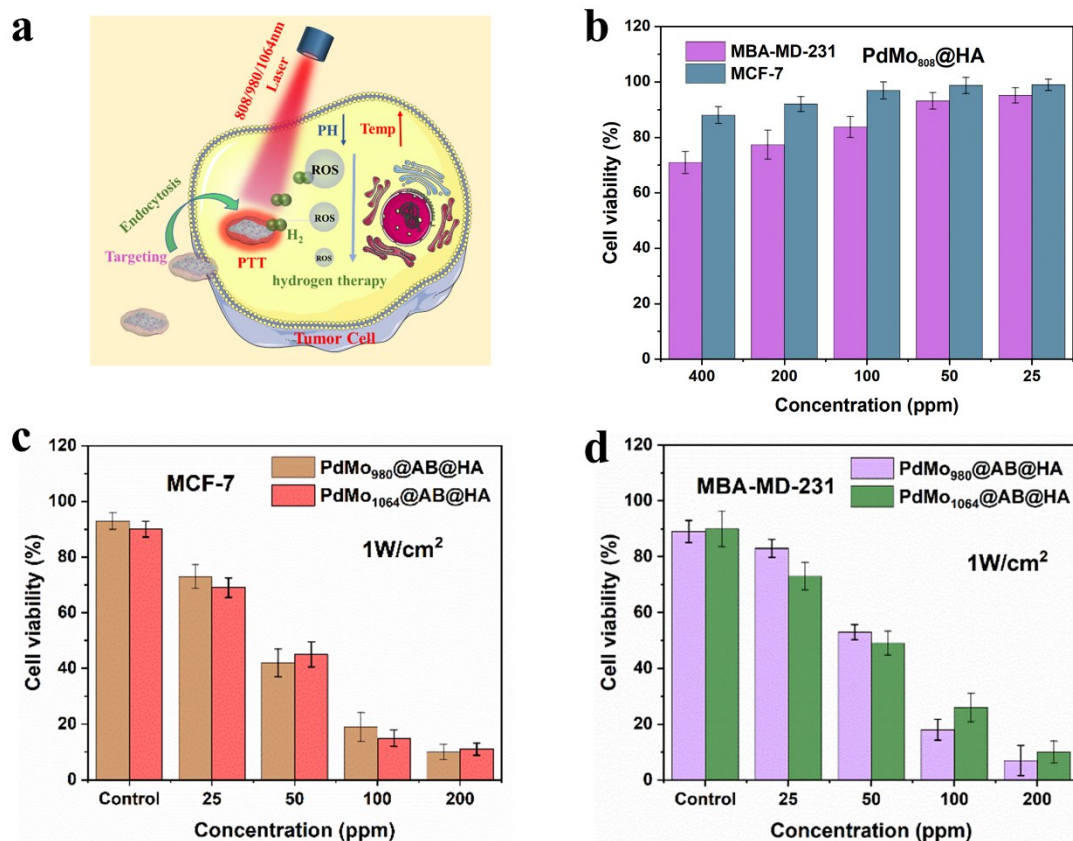 a
808/980/1064nm
Laser
PH
Temp
ROS
Endocytosis
H₂
ROS
Targeting
PTT
ROS
hydrogen therapy
Tumor Cell
b
MBA-MD-231
PdMo₈₀₈@HA
MCF-7
Cell viability (%)
120
100
80
60
40
20
0
400 200 100 50 25
Concentration (ppm)
c
MCF-7
PdMo₉₈₀@AB@HA
PdMo₁₀₆₄@AB@HA
1W/cm²
Cell viability (%)
120
100
80
60
40
20
0
Control 25 50 100 200
Concentration (ppm)
d
MBA-MD-231
PdMo₉₈₀@AB@HA
PdMo₁₀₆₄@AB@HA
1W/cm²
Cell viability (%)
120
100
80
60
40
20
0
Control 25 50 100 200
Concentration (ppm)